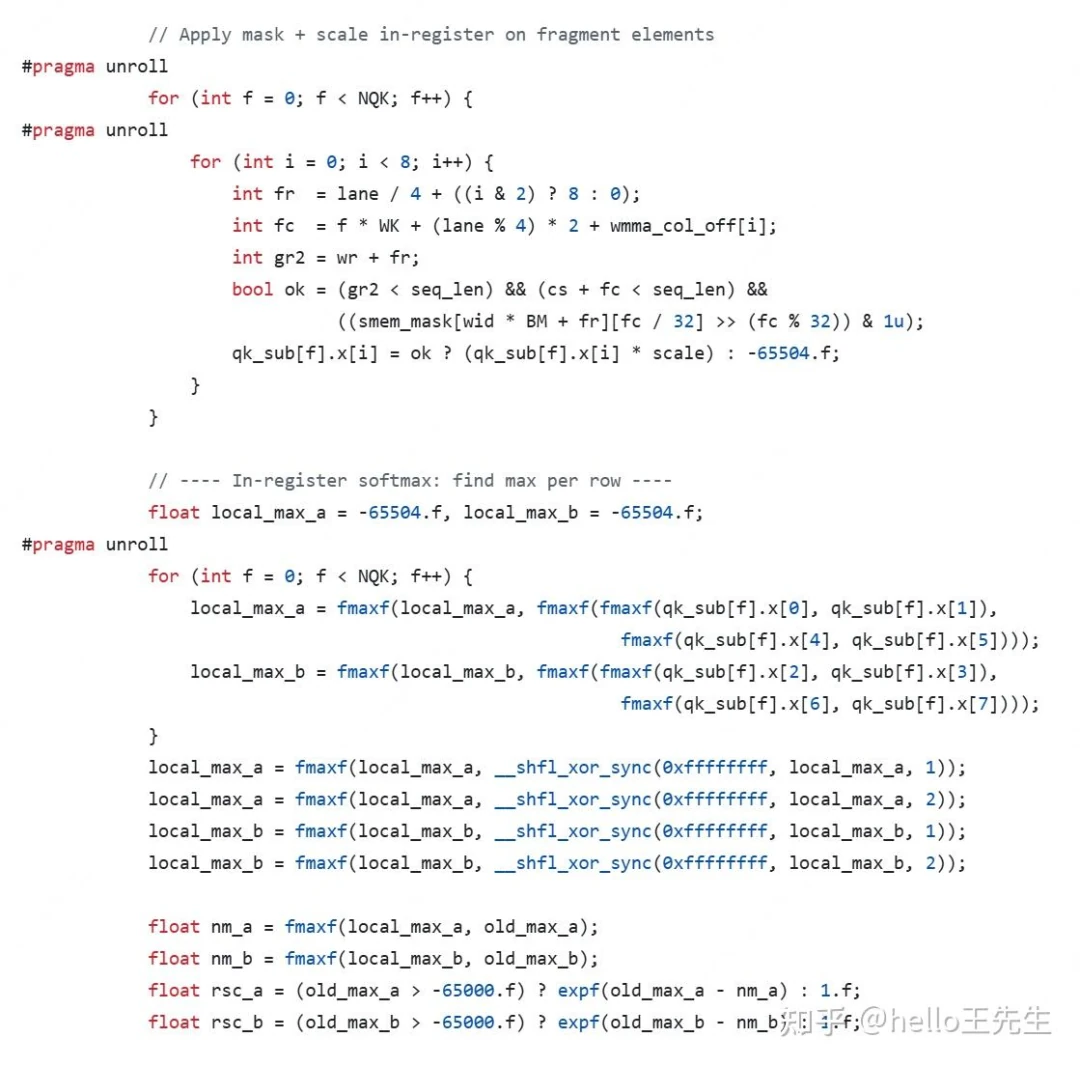 // Apply mask + scale in-register on fragment elements
#pragma unroll
for (int f = 0; f < NQK; f++) {
#pragma unroll
for (int i = 0; i < 8; i++) {
int fr  = lane / 4 + ((i & 2) ? 8 : 0);
int fc  = f * WK + (lane % 4) * 2 + wmma_col_off[i];
int gr2 = wr + fr;
bool ok = (gr2 < seq_len) && (cs + fc < seq_len) &&
((smem_mask[wid * BM + fr][fc / 32] >> (fc % 32)) & 1u);
qk_sub[f].x[i] = ok ? (qk_sub[f].x[i] * scale) : -65504.f;
}
}
// ---- In-register softmax: find max per row ----
float local_max_a = -65504.f, local_max_b = -65504.f;
#pragma unroll
for (int f = 0; f < NQK; f++) {
local_max_a = fmaxf(local_max_a, fmaxf(fmaxf(qk_sub[f].x[0], qk_sub[f].x[1]),
fmaxf(qk_sub[f].x[4], qk_sub[f].x[5])));
local_max_b = fmaxf(local_max_b, fmaxf(fmaxf(qk_sub[f].x[2], qk_sub[f].x[3]),
fmaxf(qk_sub[f].x[6], qk_sub[f].x[7])));
}
local_max_a = fmaxf(local_max_a, __shfl_xor_sync(0xffffffff, local_max_a, 1));
local_max_a = fmaxf(local_max_a, __shfl_xor_sync(0xffffffff, local_max_a, 2));
local_max_b = fmaxf(local_max_b, __shfl_xor_sync(0xffffffff, local_max_b, 1));
local_max_b = fmaxf(local_max_b, __shfl_xor_sync(0xffffffff, local_max_b, 2));
float nm_a = fmaxf(local_max_a, old_max_a);
float nm_b = fmaxf(local_max_b, old_max_b);
float rsc_a = (old_max_a > -65000.f) ? expf(old_max_a - nm_a) : 1.f;
float rsc_b = (old_max_b > -65000.f) ? expf(old_max_b - nm_b) : 1.f;
知乎 @hello王先生